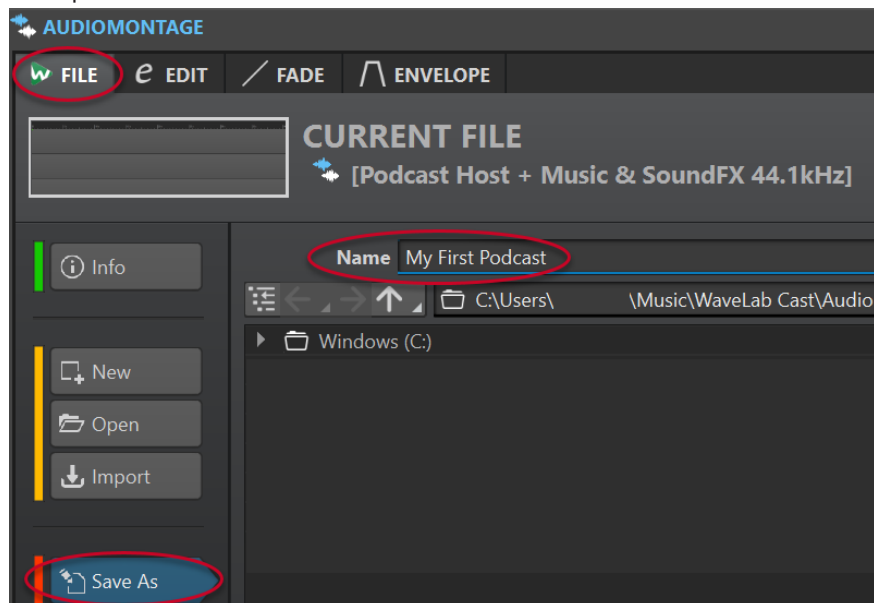 AUDIOMONTAGE
FILE EDIT FADE ENVELOPE
CURRENT FILE
[Podcast Host + Music & SoundFX 44.1kHz]
Info
Name My First Podcast
C:\Users\ \Music\WaveLab Cast\Audio
Windows (C:)
New
Open
Import
Save As